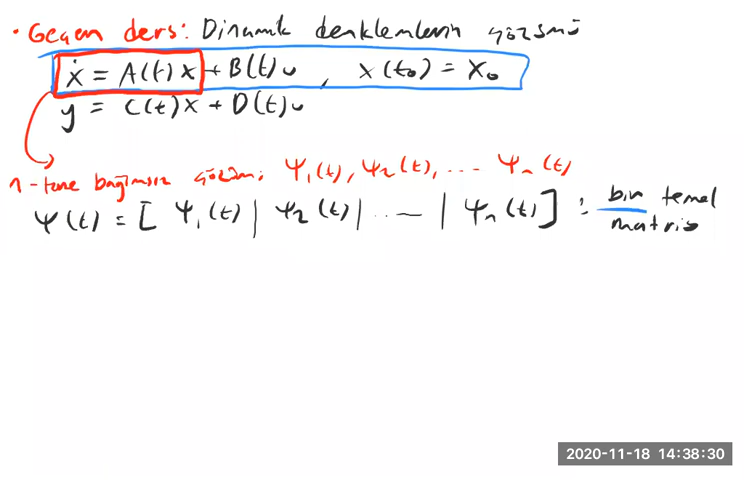 • Geçen ders: Dinamik denklemlerin çözümü
ẋ = A(t)x + B(t)u , x(t₀) = x₀
y = C(t)x + D(t)u
n-tane bağımsız çözüm; Ψ₁(t), Ψ₂(t), ... Ψₙ(t)
Ψ(t) = [ Ψ₁(t) | Ψ₂(t) | ... | Ψₙ(t) ] : bir temel matris
2020-11-18 14:38:30